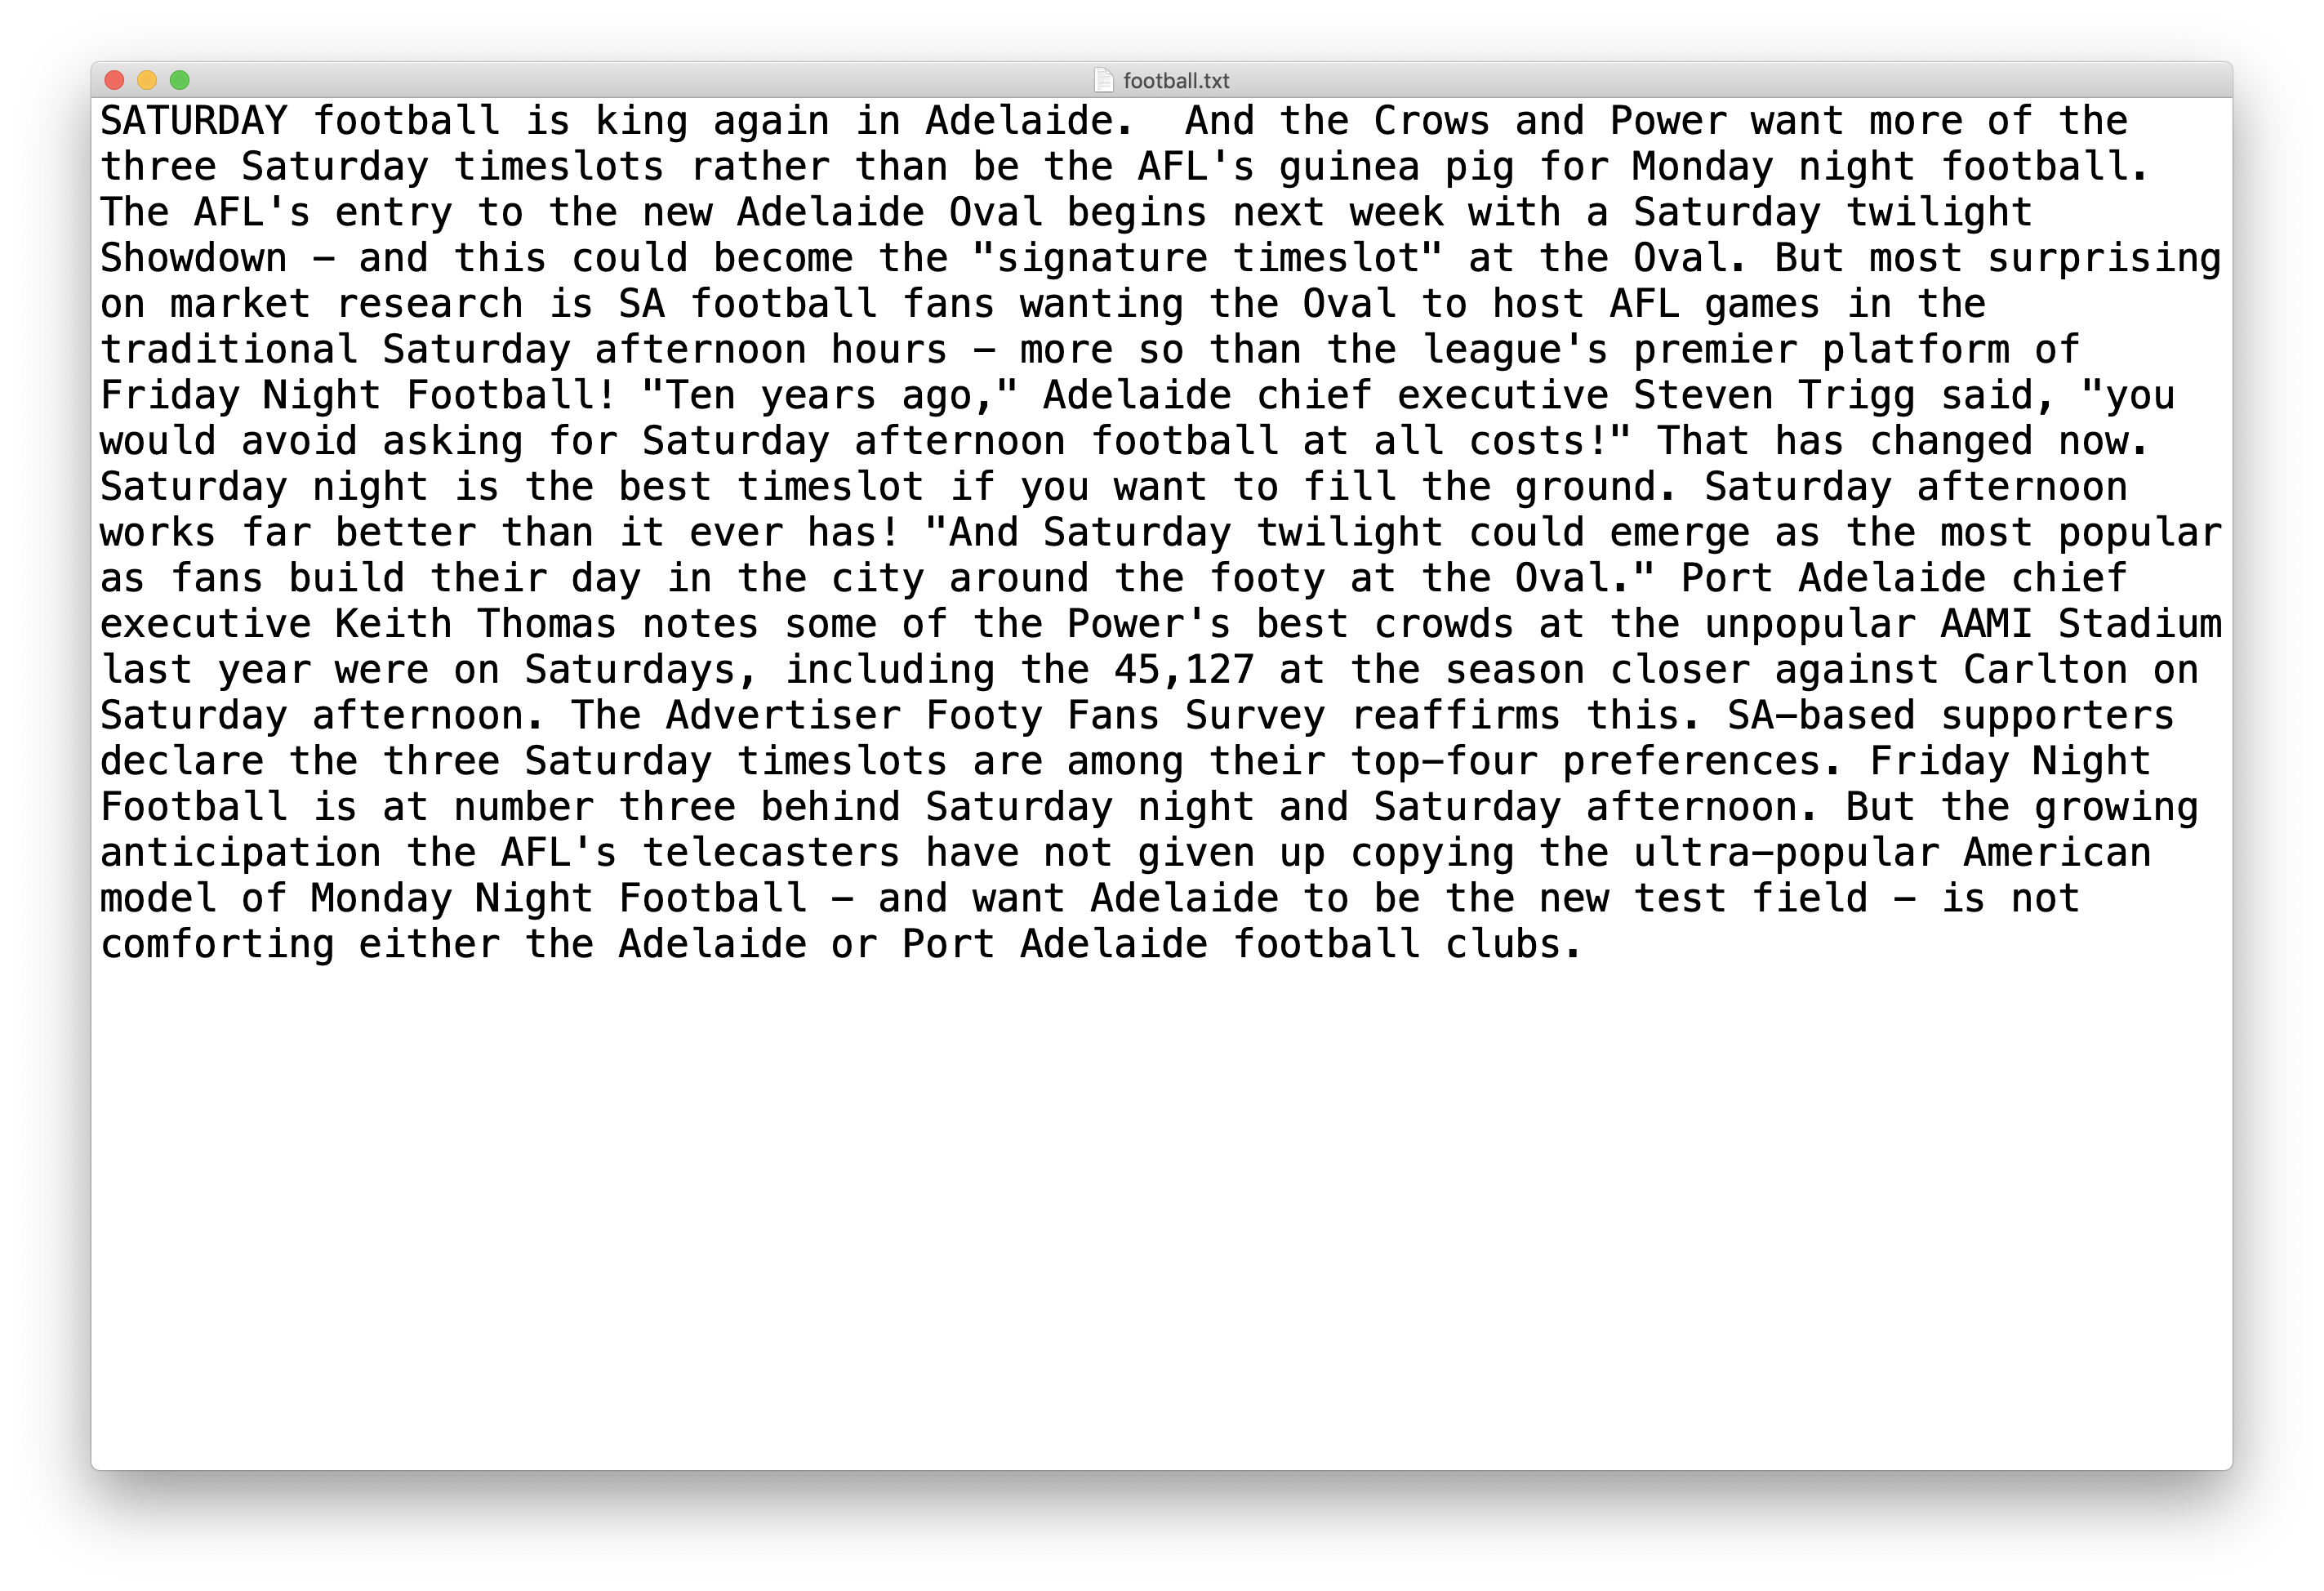 football.txt
SATURDAY football is king again in Adelaide.  And the Crows and Power want more of the
three Saturday timeslots rather than be the AFL's guinea pig for Monday night football.
The AFL's entry to the new Adelaide Oval begins next week with a Saturday twilight
Showdown – and this could become the "signature timeslot" at the Oval. But most surprising
on market research is SA football fans wanting the Oval to host AFL games in the
traditional Saturday afternoon hours – more so than the league's premier platform of
Friday Night Football! "Ten years ago," Adelaide chief executive Steven Trigg said, "you
would avoid asking for Saturday afternoon football at all costs!" That has changed now.
Saturday night is the best timeslot if you want to fill the ground. Saturday afternoon
works far better than it ever has! "And Saturday twilight could emerge as the most popular
as fans build their day in the city around the footy at the Oval." Port Adelaide chief
executive Keith Thomas notes some of the Power's best crowds at the unpopular AAMI Stadium
last year were on Saturdays, including the 45,127 at the season closer against Carlton on
Saturday afternoon. The Advertiser Footy Fans Survey reaffirms this. SA-based supporters
declare the three Saturday timeslots are among their top-four preferences. Friday Night
Football is at number three behind Saturday night and Saturday afternoon. But the growing
anticipation the AFL's telecasters have not given up copying the ultra-popular American
model of Monday Night Football – and want Adelaide to be the new test field – is not
comforting either the Adelaide or Port Adelaide football clubs.